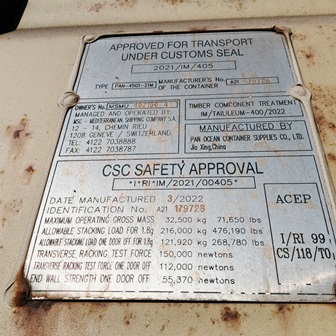 APPROVED FOR TRANSPORT
UNDER CUSTOMS SEAL
2021/IM/405
TYPE PAN-4503-21M MANUFACTURER'S No. OF THE CONTAINER A21 179728
OWNER'S No. MSMU
MANAGED AND OPERATED BY:
MSC - MEDITERRANEAN SHIPPING COMPANY S.A.
12 - 14, CHEMIN RIEU
1208 GENEVE / SWITZERLAND
TEL: 4122 7038888
FAX: 4122 7038787
TIMBER COMPONENT TREATMENT
IM/TAILEUM-400/2022
MANUFACTURED BY
PAN OCEAN CONTAINER SUPPLIES CO., LTD.
Jia Xing,China
CSC SAFETY APPROVAL
"I*RI*IM/2021/00405"
DATE MANUFACTURED 3/2022
IDENTIFICATION No. A21 179728
MAXIMUM OPERATING GROSS MASS 32,500 kg 71,650 lbs
ALLOWABLE STACKING LOAD FOR 1.8g 216,000 kg 476,190 lbs
ALLOWABLE STACKING LOAD ONE DOOR OFF FOR 1.8g 121,920 kg 268,780 lbs
TRANSVERSE RACKING TEST FORCE 150,000 newtons
TRANSVERSE RACKING TEST FORCE ONE DOOR OFF 112,000 newtons
END WALL STRENGTH ONE DOOR OFF 55,370 newtons
ACEP
I/RI 99
CS/118/TO